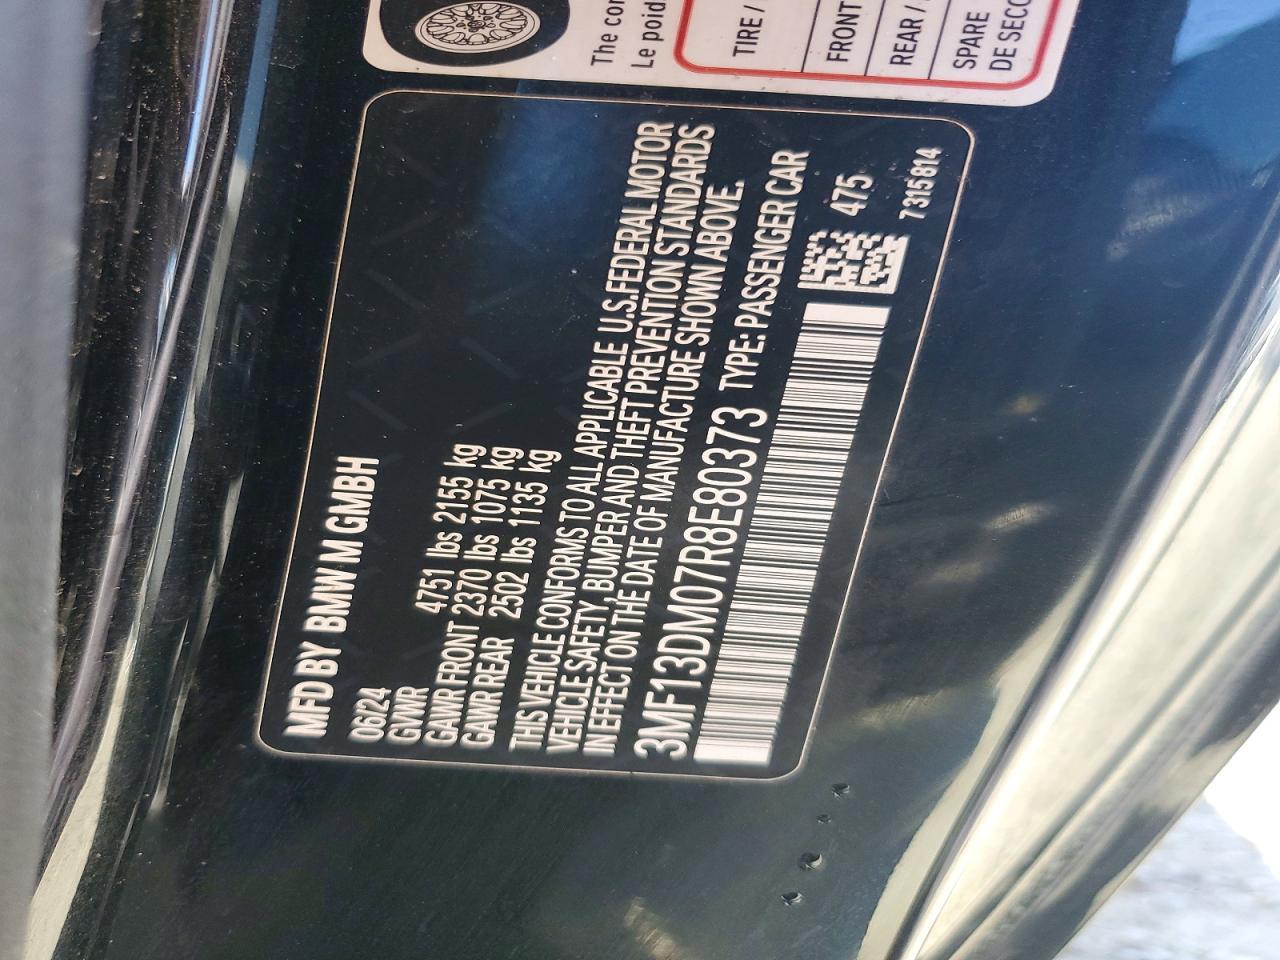 MFD BY BMW M GMBH
06/24
GVWR 4751 lbs 2155 kg
GAWR FRONT 2370 lbs 1075 kg
GAWR REAR 2502 lbs 1135 kg
THIS VEHICLE CONFORMS TO ALL APPLICABLE U.S.FEDERAL MOTOR
VEHICLE SAFETY, BUMPER AND THEFT PREVENTION STANDARDS
IN EFFECT ON THE DATE OF MANUFACTURE SHOWN ABOVE.
3MF13DM07R8E80373 TYPE: PASSENGER CAR
475
7315814
The
Le poid
TIRE /
FRONT
REAR /
SPARE
DE SECO